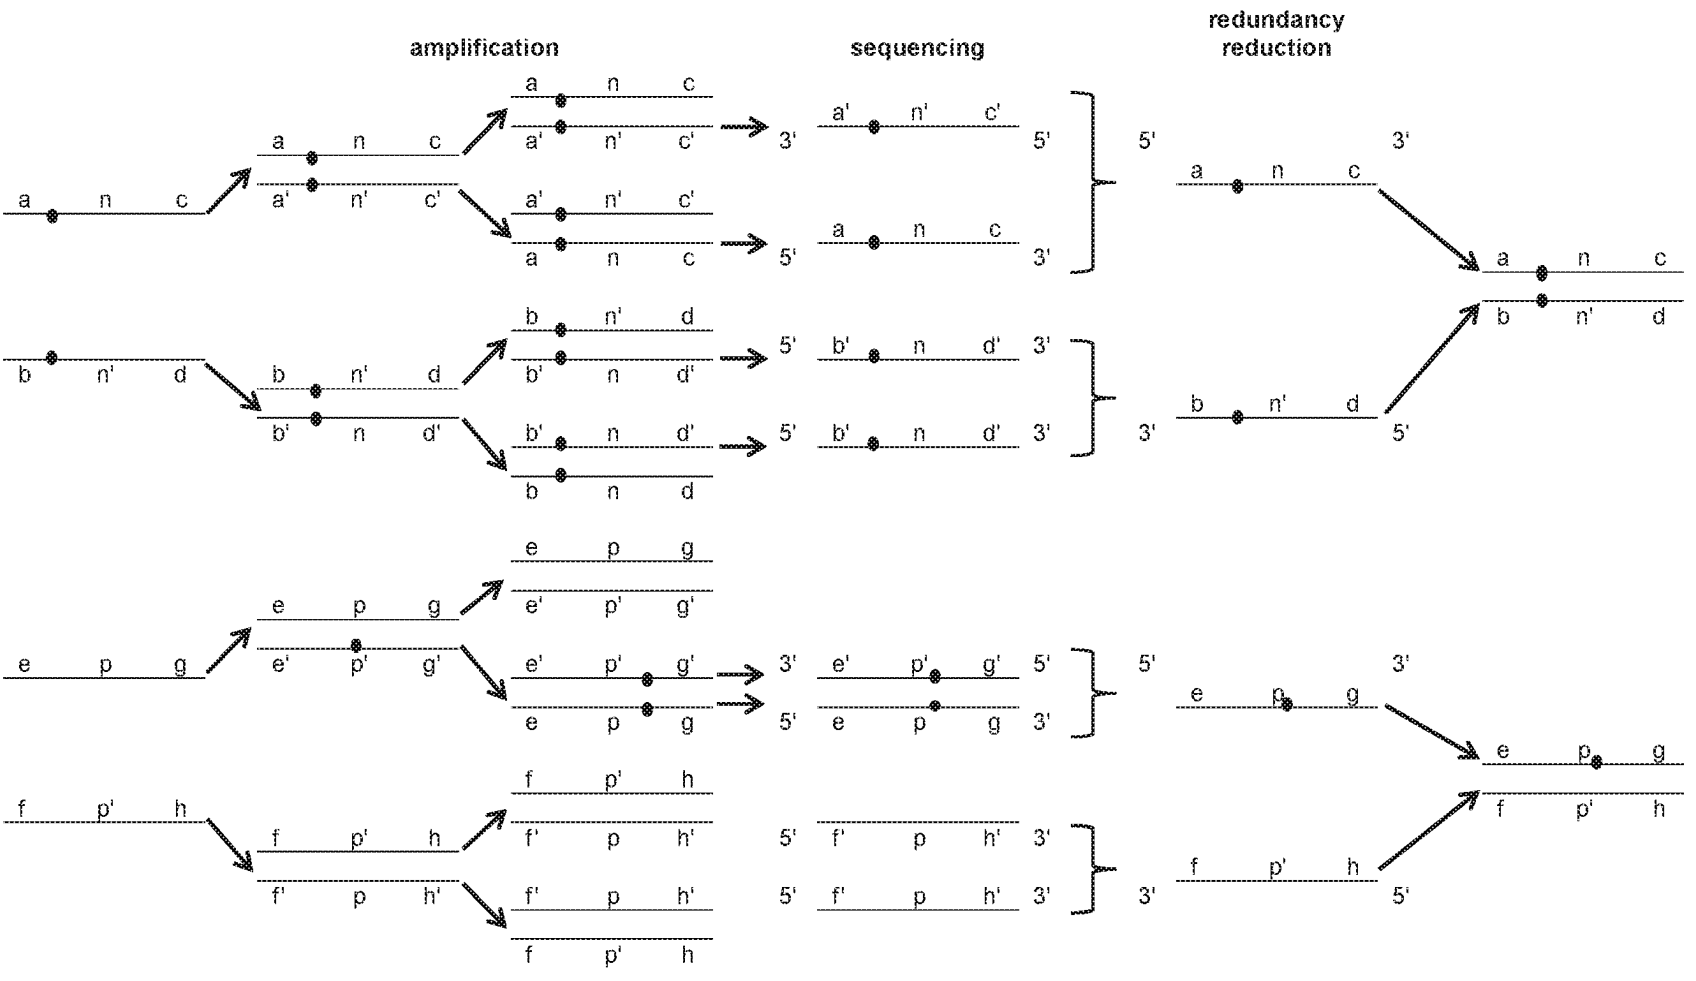 redundancy
amplification sequencing reduction
a n c
a n c a' n' c'
a' n' c' 3' 5' 5' 3'
a n c a n c
a' n' c' a' n' c'
a n c a n c
a n c 5' 3' a n c
b n' d b n' d
b' n d' 5' b' n d' 3'
b n' d b n' d b' n d'
b n' d
b' n d' b' n d' 5' b' n d' 3' 3' 5'
b n d
e p g
e p g e' p' g'
e p g e' p' g' e' p' g' 3' e' p' g' 5' 5' 3'
e p g
e p g 5' e p g 3' e p g
f p' h
f p' h f p' h
f p' h f' p h' 5' f' p h' 3'
f p' h
f' p h' f' p h' 5' f' p h' 3' 3' 5'
f p' h